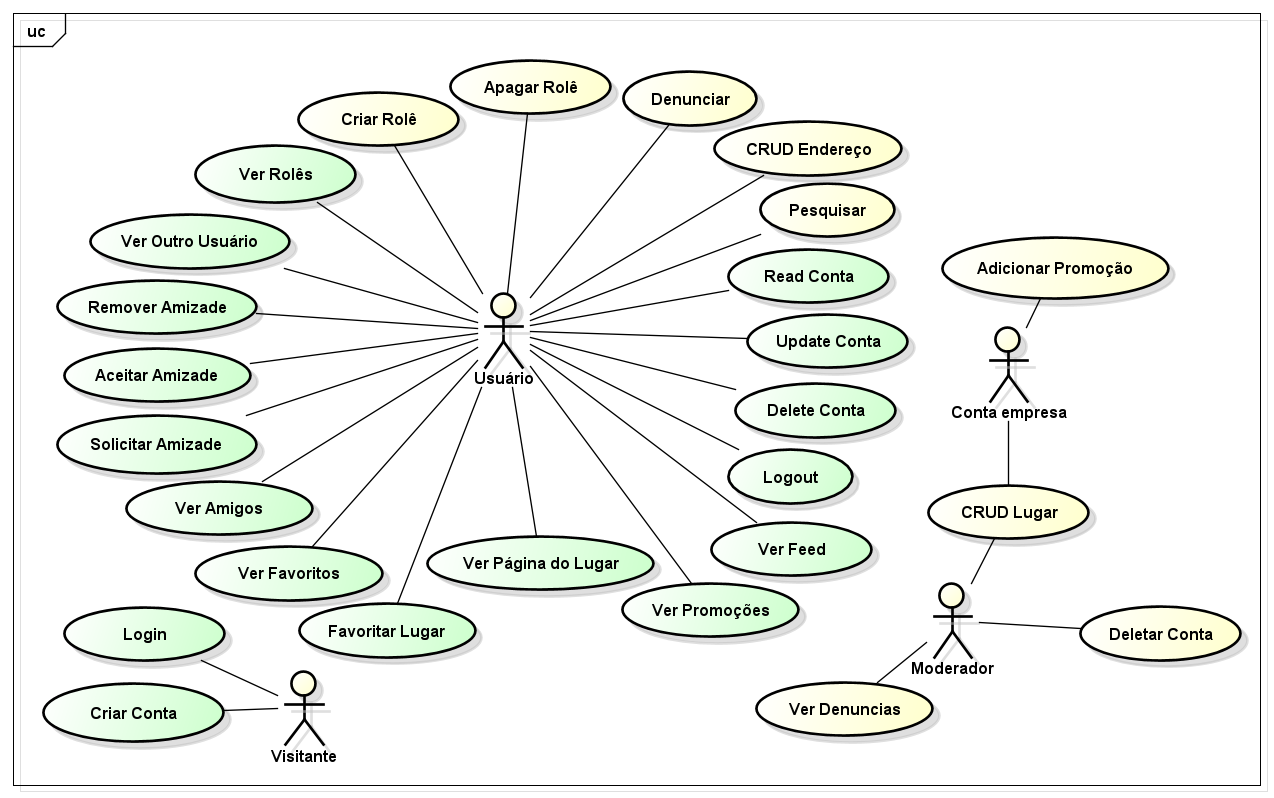 uc
Apagar Rolê
Denunciar
Criar Rolê
CRUD Endereço
Ver Rolês
Pesquisar
Ver Outro Usuário
Adicionar Promoção
Read Conta
Remover Amizade
Update Conta
Aceitar Amizade
Usuário
Delete Conta
Conta empresa
Solicitar Amizade
Logout
Ver Amigos
CRUD Lugar
Ver Feed
Ver Página do Lugar
Ver Favoritos
Ver Promoções
Favoritar Lugar
Login
Deletar Conta
Moderador
Ver Denuncias
Criar Conta
Visitante